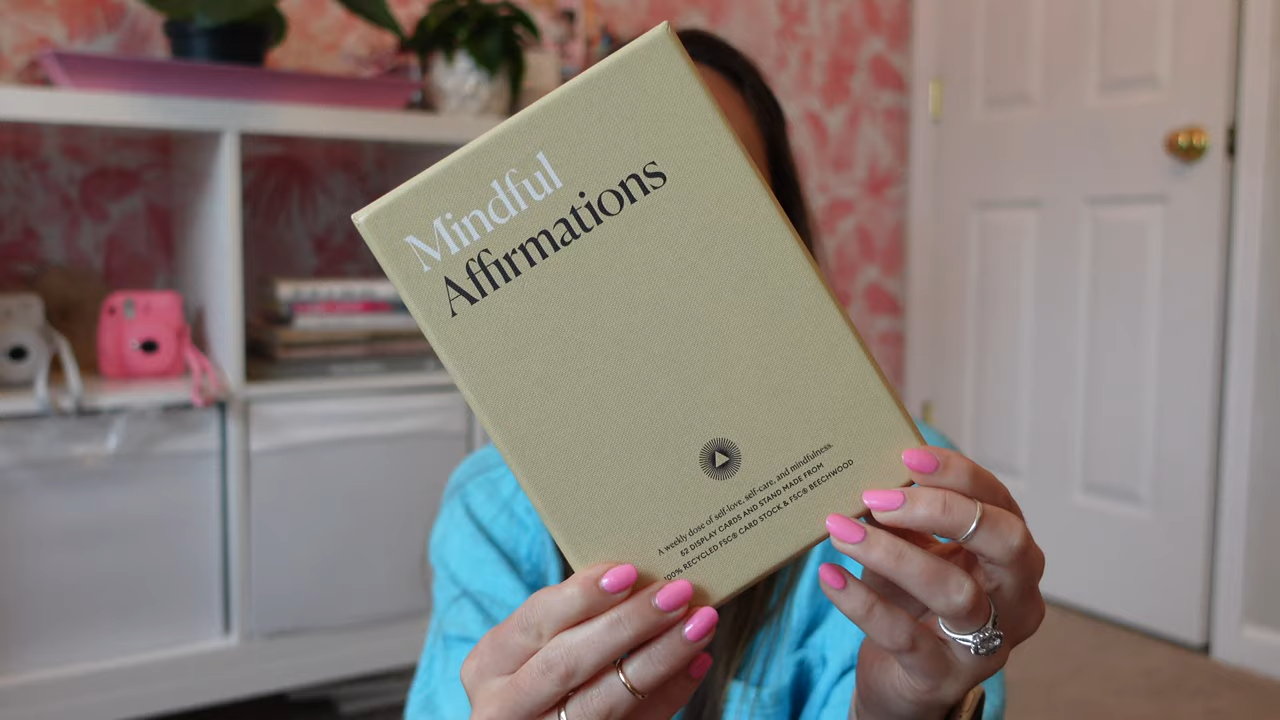 Mindful
Affirmations
A weekly dose of self-love, self-care, and mindfulness.
52 DISPLAY CARDS AND STAND MADE FROM
100% RECYCLED FSC® CARD STOCK & FSC® BEECHWOOD